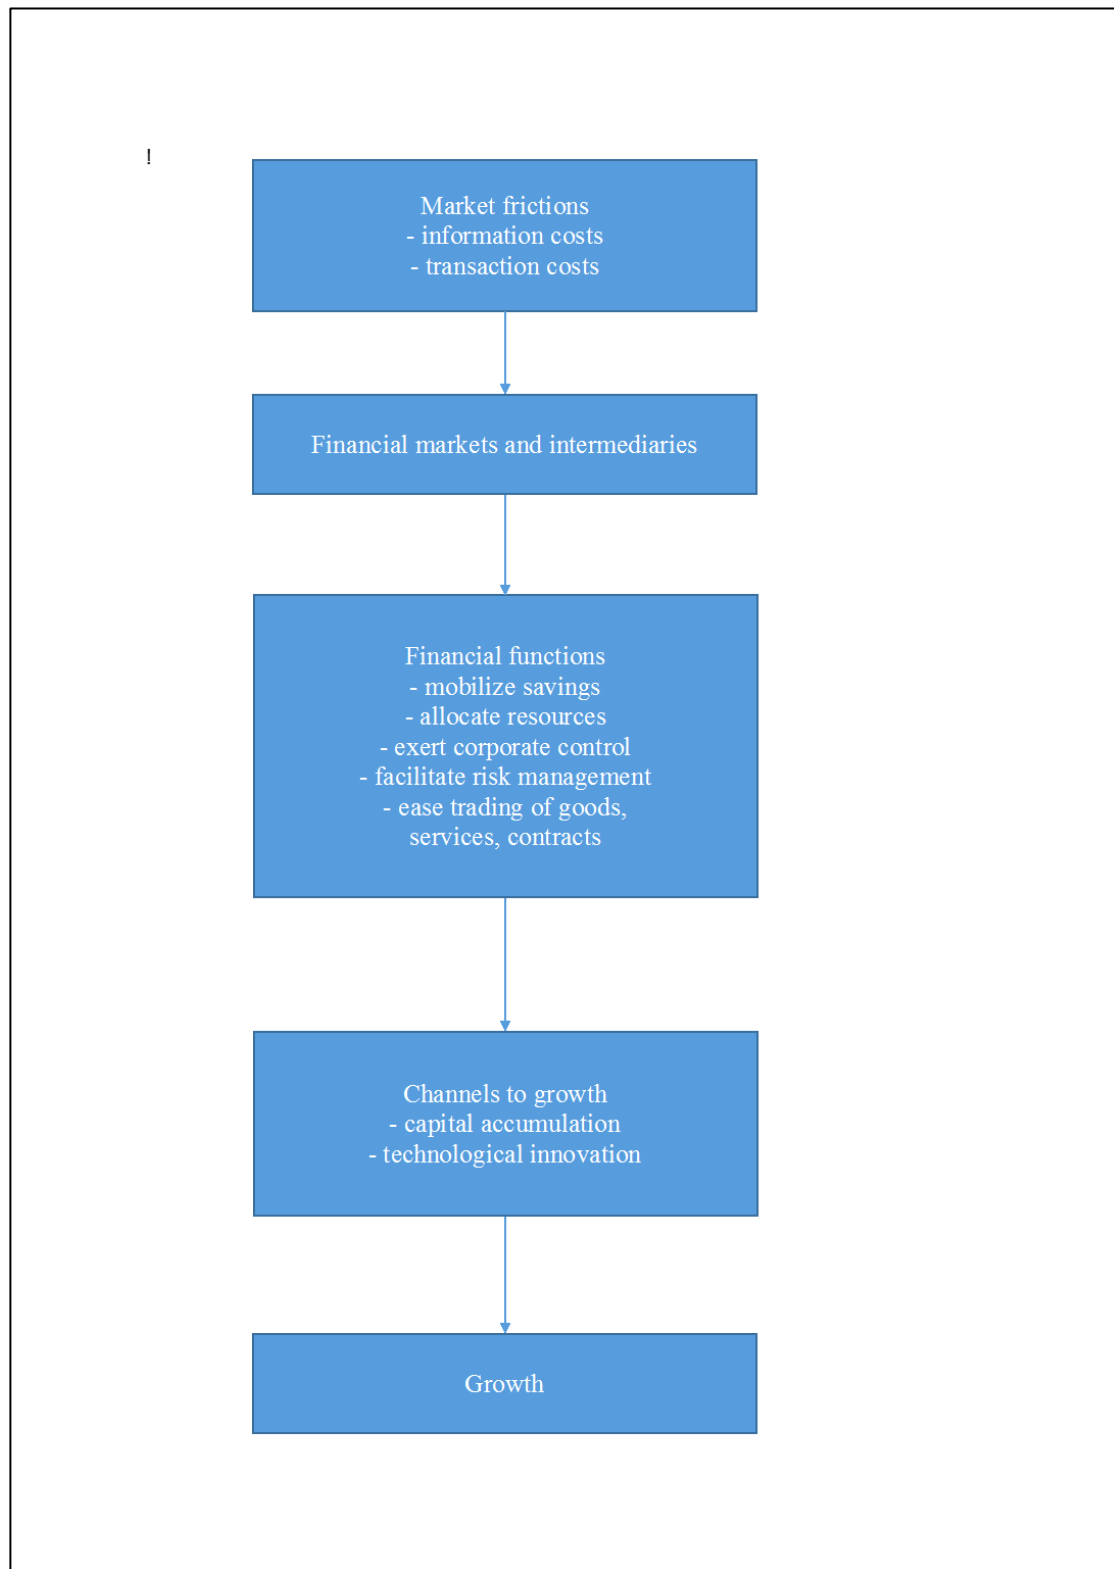 !
Market frictions
- information costs
- transaction costs
Financial markets and intermediaries
Financial functions
- mobilize savings
- allocate resources
- exert corporate control
- facilitate risk management
- ease trading of goods,
services, contracts
Channels to growth
- capital accumulation
- technological innovation
Growth